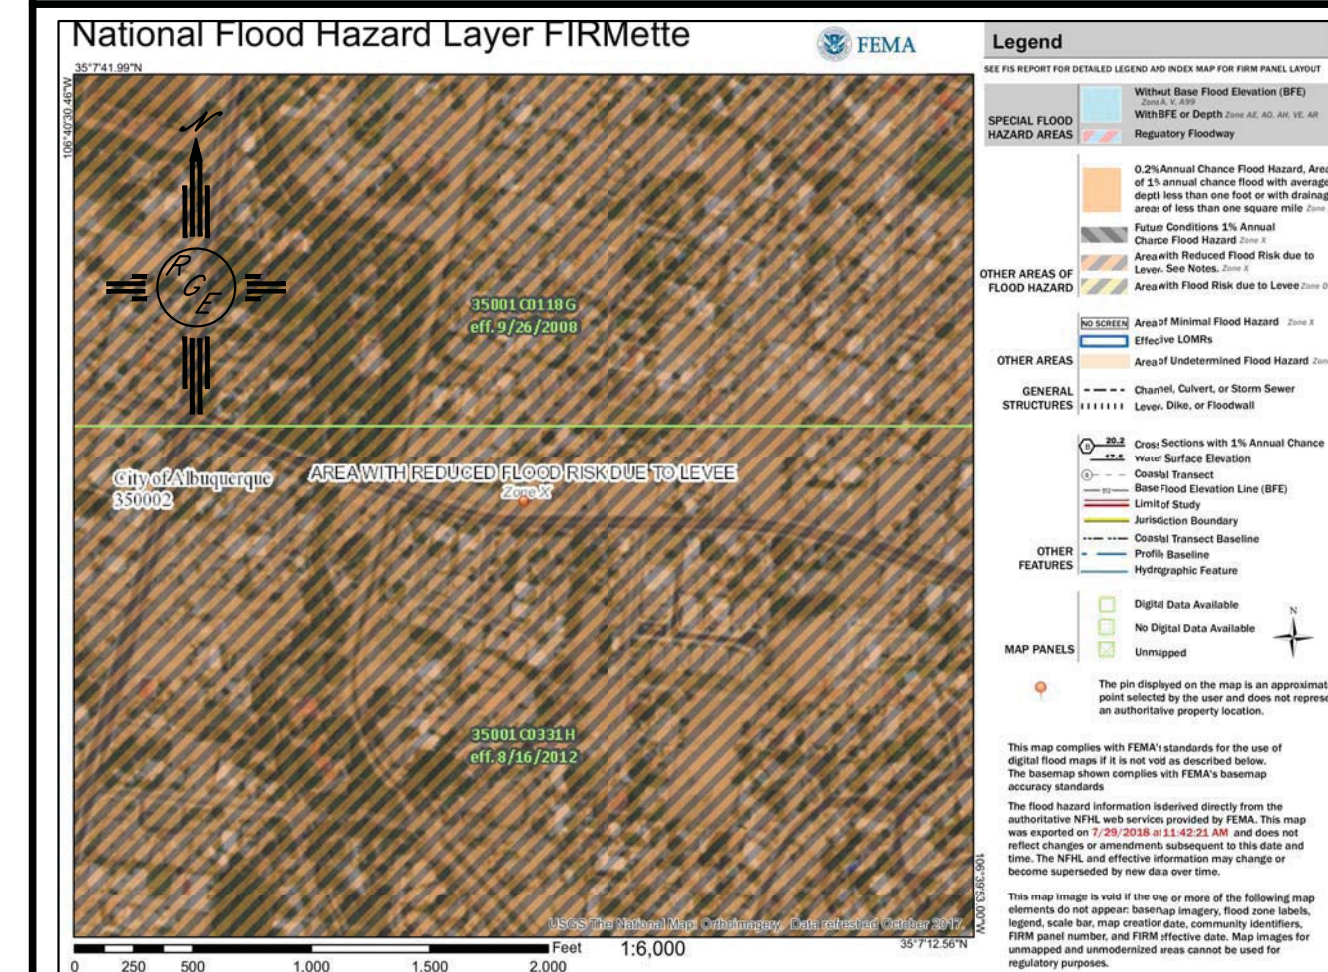 National Flood Hazard Layer FIRMette
FEMA
35°7'41.99"N
106°40'30.46"W
N
RGE
35001C0118G
eff. 9/26/2008
City of Albuquerque
350002
AREA WITH REDUCED FLOOD RISK DUE TO LEVEE
Zone X
35001C0331H
eff. 8/16/2012
USGS The National Map: Orthoimagery. Data refreshed October 2017.
106°39'53.00"W
35°7'12.56"N
Feet
1:6,000
0 250 500 1,000 1,500 2,000
Legend
SEE FIS REPORT FOR DETAILED LEGEND AND INDEX MAP FOR FIRM PANEL LAYOUT
SPECIAL FLOOD
HAZARD AREAS
Without Base Flood Elevation (BFE)
Zone A, V, A99
With BFE or Depth Zone AE, AO, AH, VE, AR
Reguatory Floodway
OTHER AREAS OF
FLOOD HAZARD
0.2% Annual Chance Flood Hazard, Area
of 1% annual chance flood with average
depth less than one foot or with drainag
areas of less than one square mile Zone
Future Conditions 1% Annual
Chance Flood Hazard Zone X
Area with Reduced Flood Risk due to
Levee. See Notes. Zone X
Area with Flood Risk due to Levee Zone D
OTHER AREAS
NO SCREEN Area of Minimal Flood Hazard Zone X
Effective LOMRs
Area of Undetermined Flood Hazard Zon
GENERAL
STRUCTURES
Channel, Culvert, or Storm Sewer
Levee, Dike, or Floodwall
OTHER
FEATURES
B 20.2 Cross Sections with 1% Annual Chance
17.5 Water Surface Elevation
8 Coastal Transect
513 Base Flood Elevation Line (BFE)
Limit of Study
Jurisdiction Boundary
Coastal Transect Baseline
Profile Baseline
Hydrographic Feature
MAP PANELS
Digital Data Available
No Digital Data Available
Unmapped
N
The pin displayed on the map is an approximat
point selected by the user and does not represe
an authoritative property location.
This map complies with FEMA's standards for the use of
digital flood maps if it is not void as described below.
The basemap shown complies with FEMA's basemap
accuracy standards
The flood hazard information is derived directly from the
authoritative NFHL web services provided by FEMA. This map
was exported on 7/29/2018 at 11:42:21 AM and does not
reflect changes or amendments subsequent to this date and
time. The NFHL and effective information may change or
become superseded by new data over time.
This map image is void if the one or more of the following map
elements do not appear: basemap imagery, flood zone labels,
legend, scale bar, map creation date, community identifiers,
FIRM panel number, and FIRM effective date. Map images for
unmapped and unmodernized areas cannot be used for
regulatory purposes.